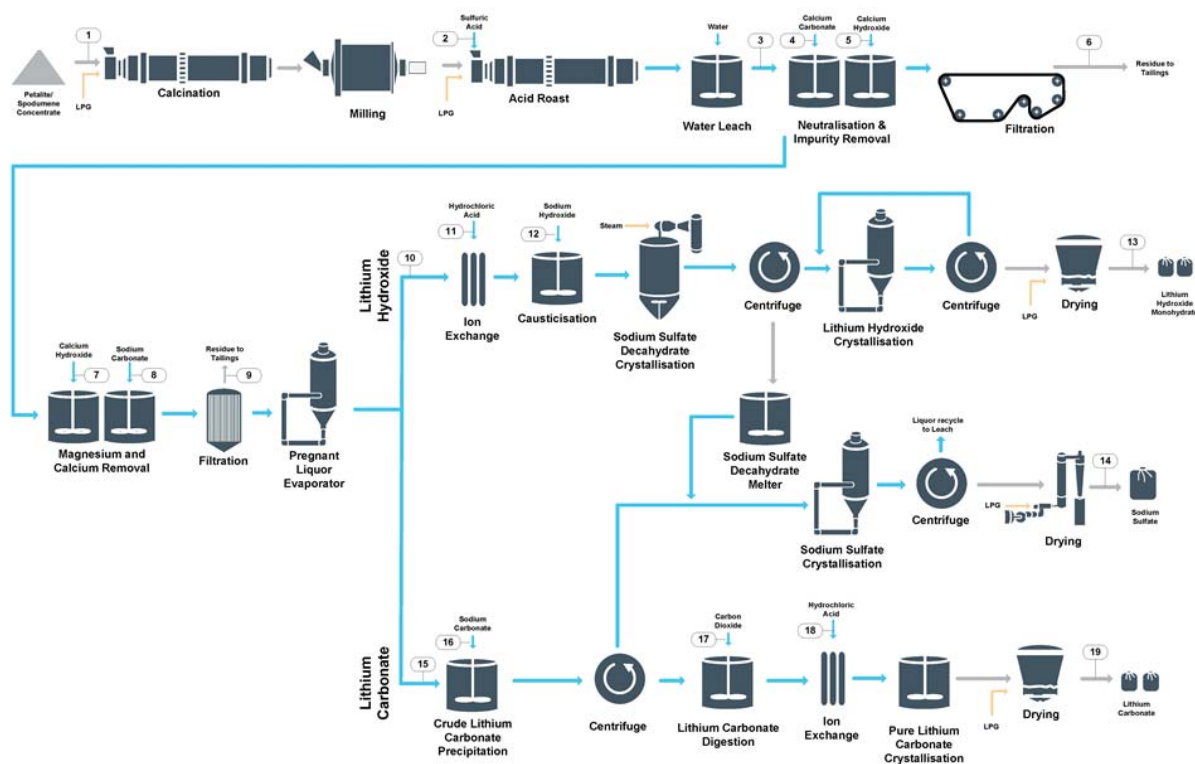 1
Petalite/
Spodumene
Concentrate
LPG
Calcination
Milling
2
Sulfuric
Acid
LPG
Acid Roast
Water
Water Leach
3
Calcium
Carbonate
4
Calcium
Hydroxide
5
Neutralisation &
Impurity Removal
Filtration
6
Residue to
Tailings
Calcium
Hydroxide
7
Sodium
Carbonate
8
Magnesium and
Calcium Removal
Residue to
Tailings
9
Filtration
Pregnant
Liquor
Evaporator
Lithium
Hydroxide
10
Hydrochloric
Acid
11
Ion
Exchange
Sodium
Hydroxide
12
Causticisation
Steam
Sodium Sulfate
Decahydrate
Crystallisation
Centrifuge
Lithium Hydroxide
Crystallisation
Centrifuge
LPG
Drying
13
Lithium
Hydroxide
Monohydrate
Sodium Sulfate
Decahydrate
Melter
Sodium Sulfate
Crystallisation
Liquor recycle
to Leach
Centrifuge
LPG
Drying
14
Sodium
Sulfate
Lithium
Carbonate
15
Sodium
Carbonate
16
Crude Lithium
Carbonate
Precipitation
Centrifuge
Carbon
Dioxide
17
Lithium Carbonate
Digestion
Hydrochloric
Acid
18
Ion
Exchange
Pure Lithium
Carbonate
Crystallisation
LPG
Drying
19
Lithium
Carbonate